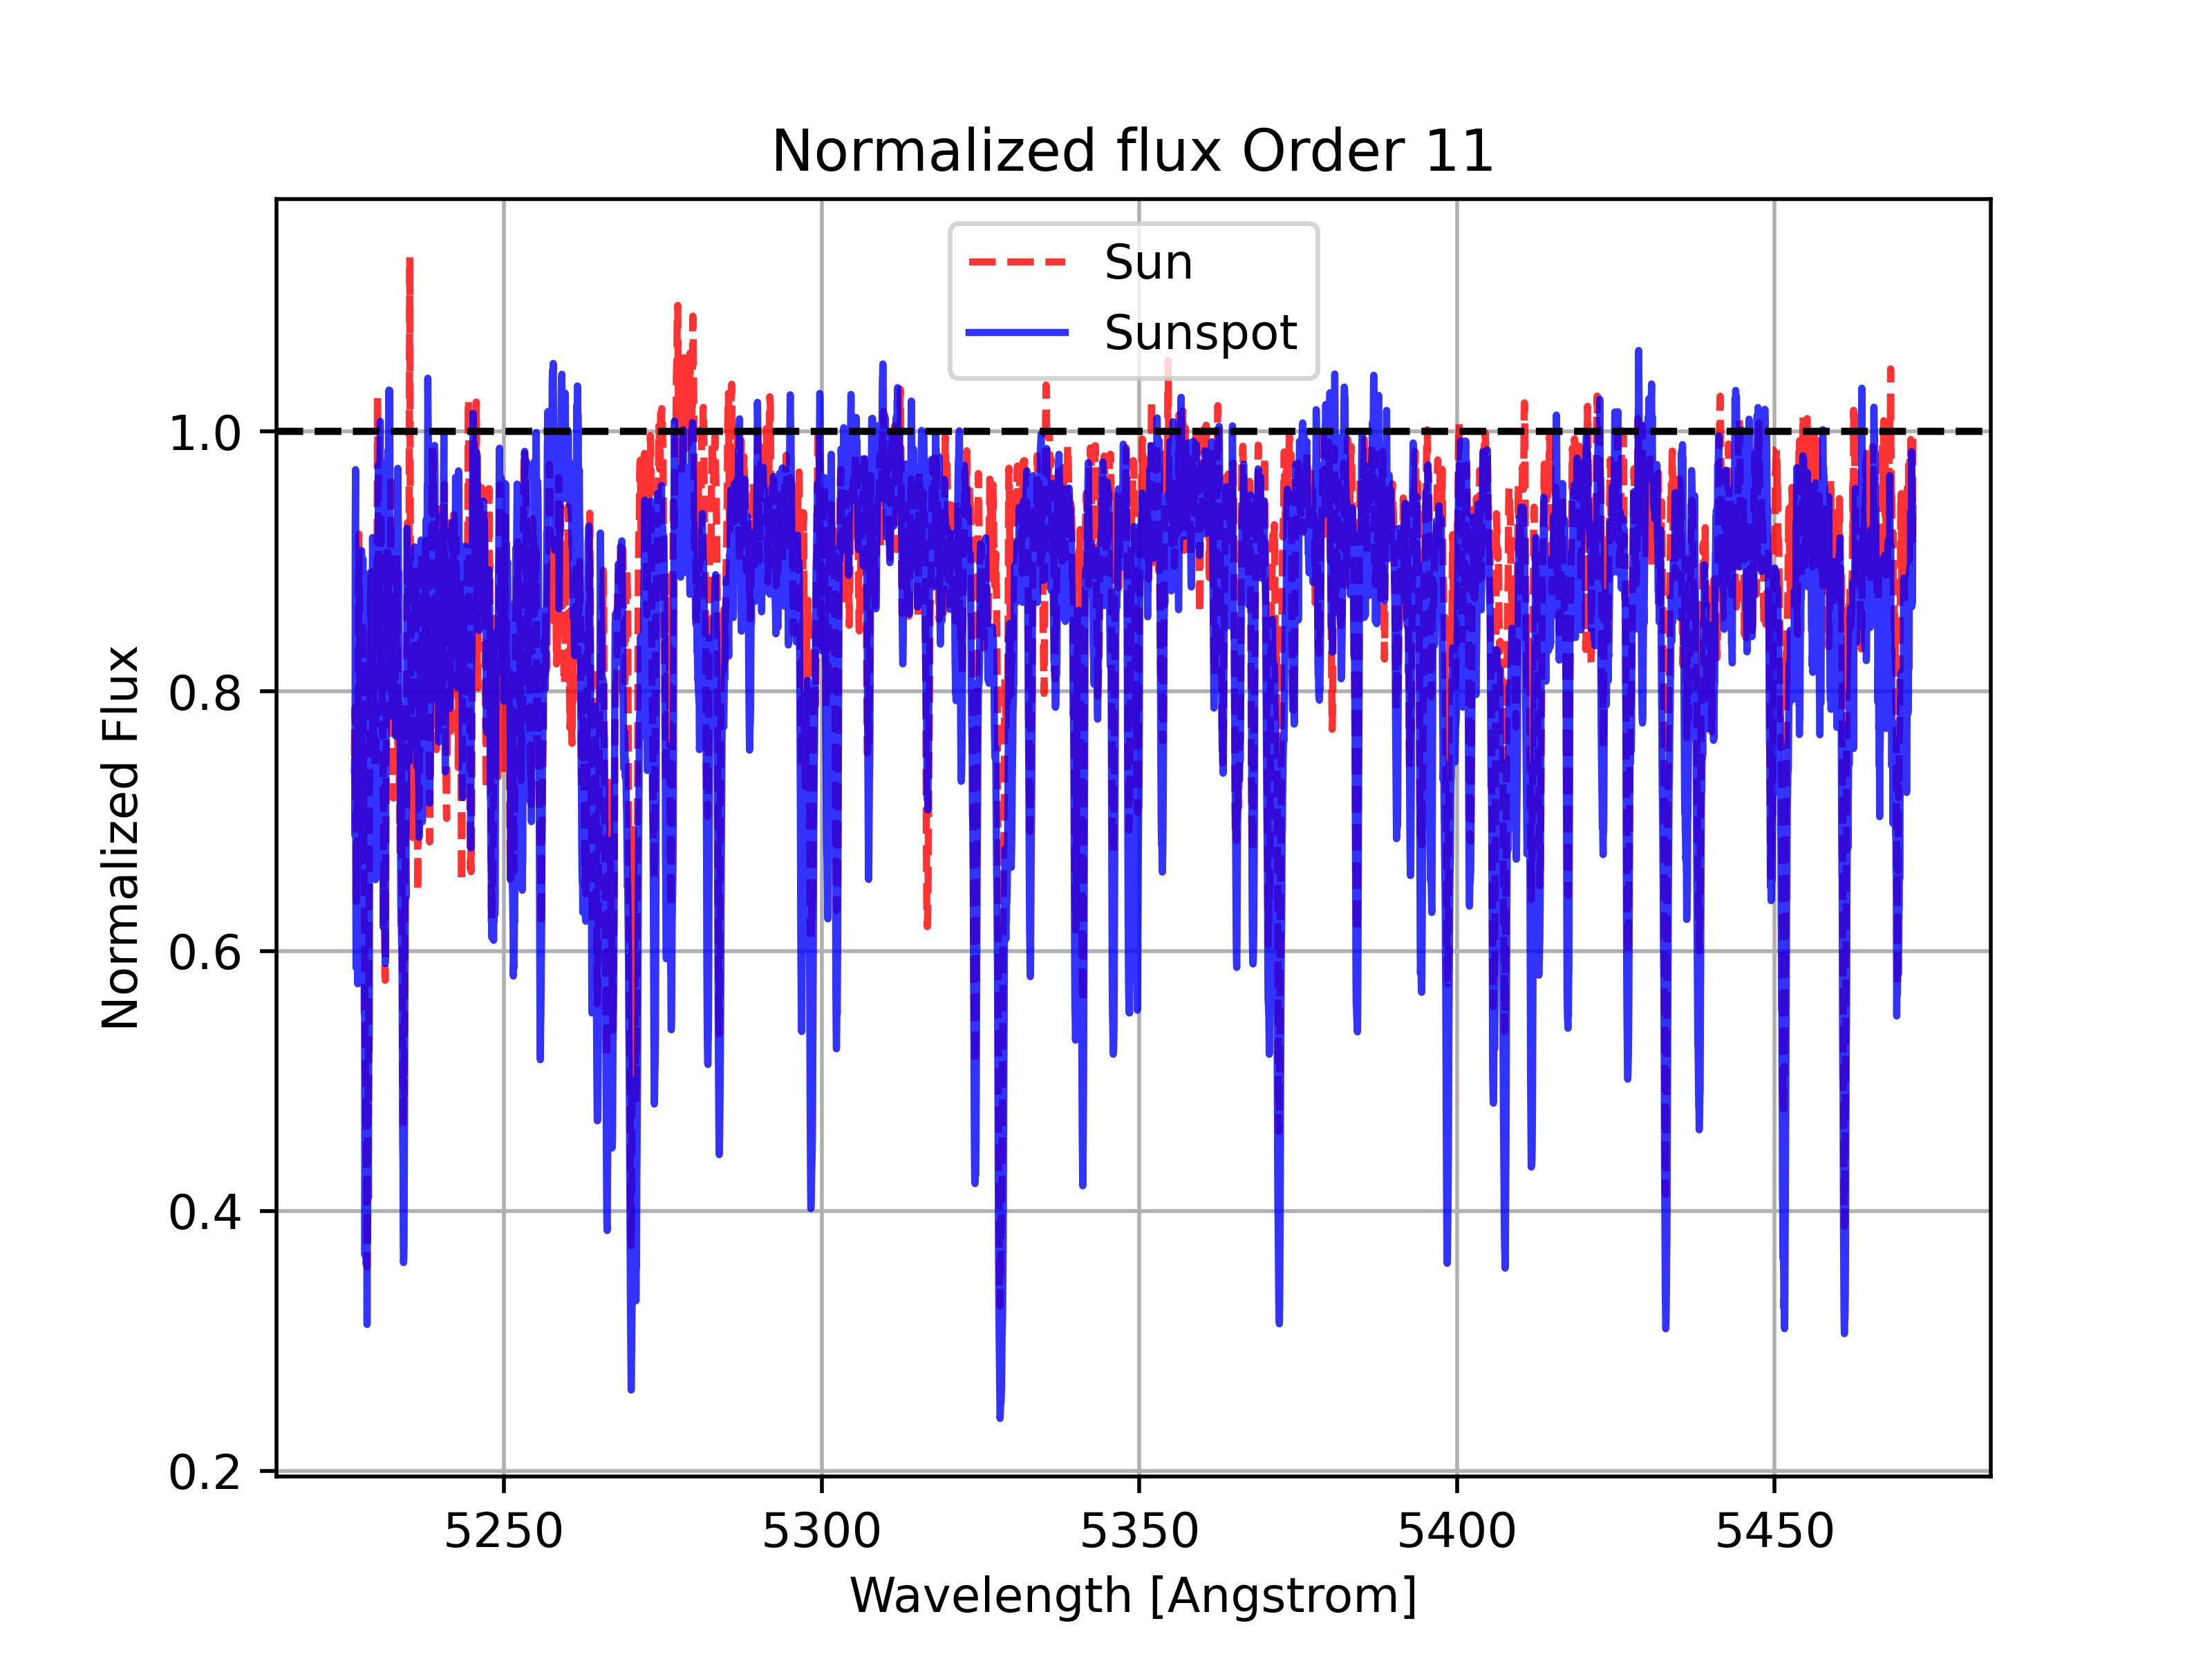 Normalized flux Order 11
Sun
Sunspot
Normalized Flux
1.0
0.8
0.6
0.4
0.2
5250 5300 5350 5400 5450
Wavelength [Angstrom]